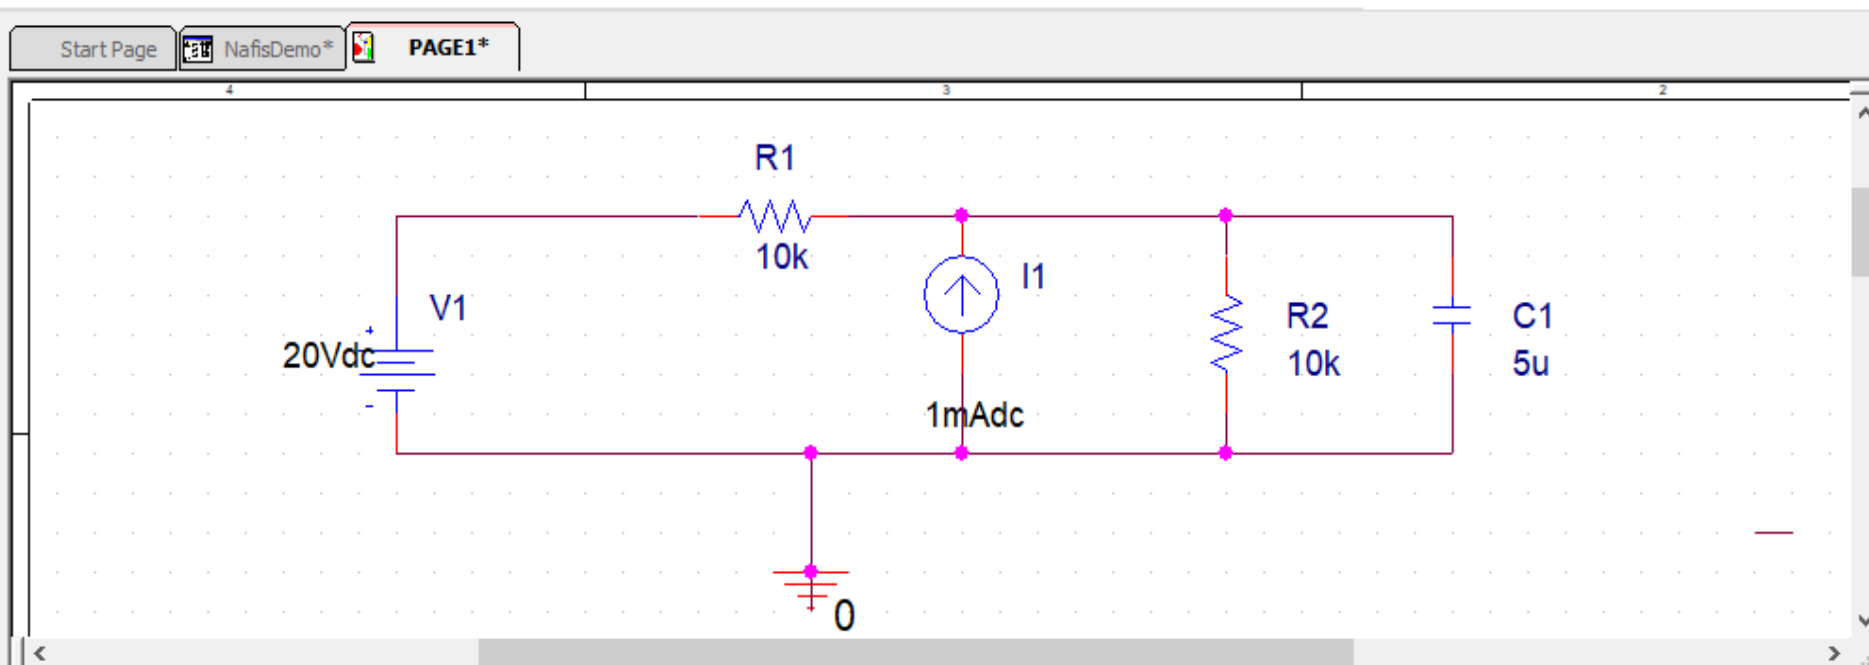 Start Page
NafisDemo*
PAGE1*
4
3
2
R1
10k
I1
V1
+
20Vdc
-
R2
10k
C1
5u
1mAdc
0